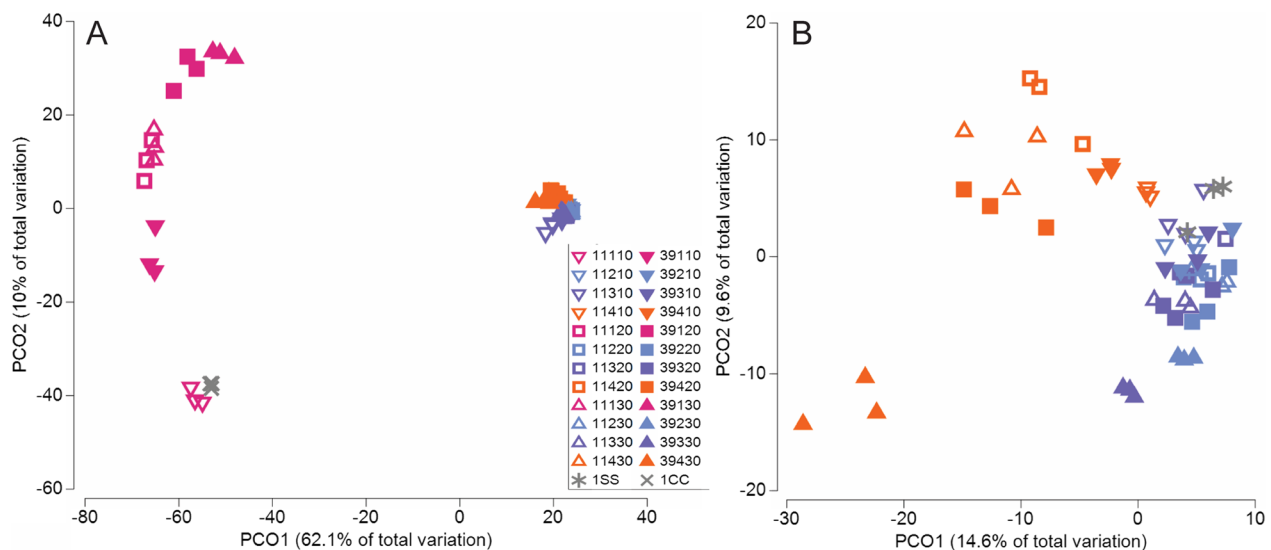 A
40
20
0
-20
-40
-60
PCO2 (10% of total variation)
-80 -60 -40 -20 0 20 40
PCO1 (62.1% of total variation)
11110 39110
11210 39210
11310 39310
11410 39410
11120 39120
11220 39220
11320 39320
11420 39420
11130 39130
11230 39230
11330 39330
11430 39430
1SS 1CC
B
20
10
0
-10
-20
PCO2 (9.6% of total variation)
-30 -20 -10 0 10
PCO1 (14.6% of total variation)